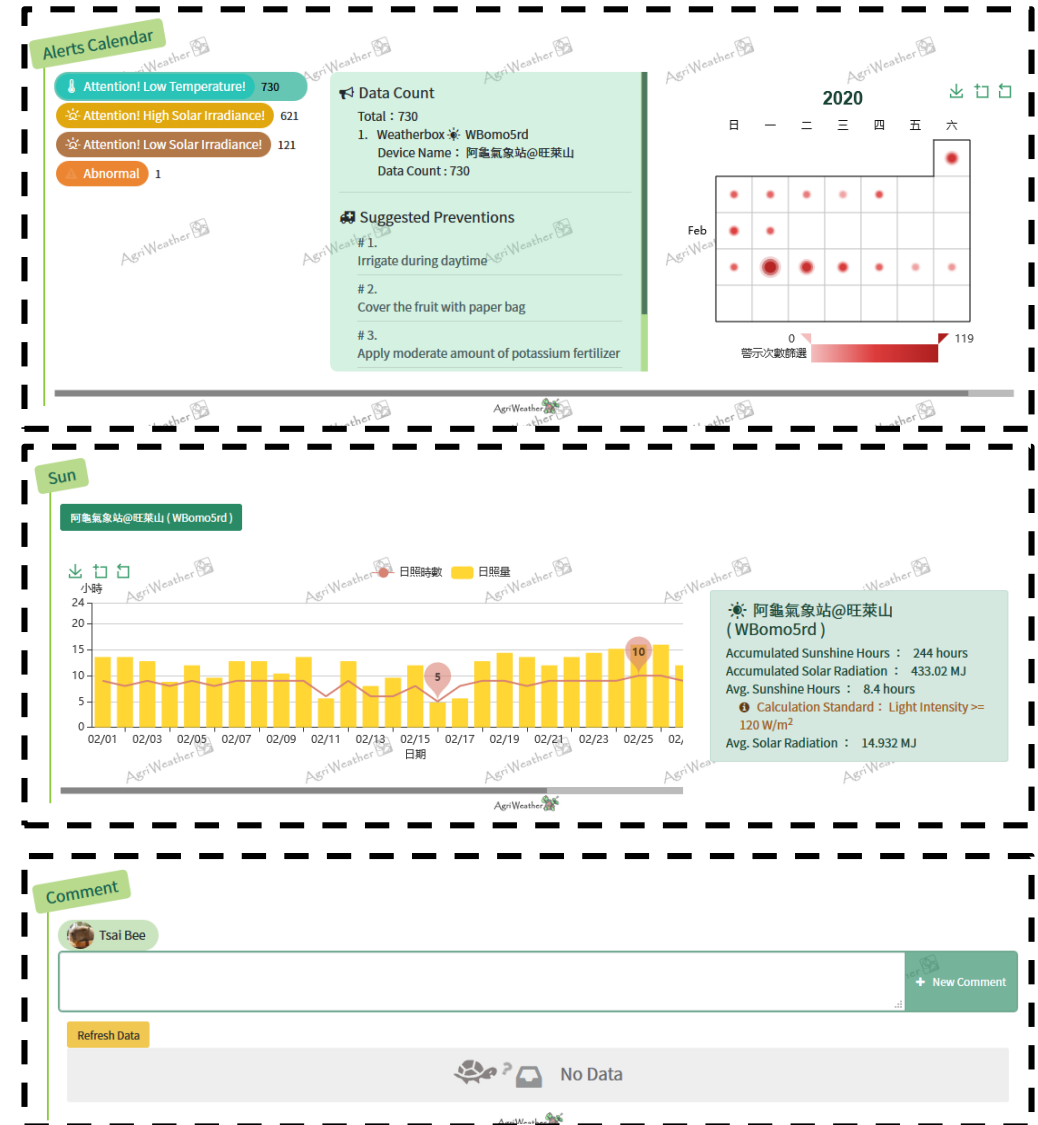 Alerts Calendar
Attention! Low Temperature! 730
Attention! High Solar Irradiance! 621
Attention! Low Solar Irradiance! 121
Abnormal 1
Data Count
Total：730
1. Weatherbox WBomo5rd
Device Name： 阿龜氣象站@旺萊山
Data Count : 730
Suggested Preventions
# 1.
Irrigate during daytime
# 2.
Cover the fruit with paper bag
# 3.
Apply moderate amount of potassium fertilizer
2020
日 一 二 三 四 五 六
Feb
0 119
警示次數篩選
AgriWeather
Sun
阿龜氣象站@旺萊山 ( WBomo5rd )
日照時數 日照量
小時
24
20
15
10
5
0
5
10
02/01 02/03 02/05 02/07 02/09 02/11 02/13 02/15 02/17 02/19 02/21 02/23 02/25 02/
日期
阿龜氣象站@旺萊山
( WBomo5rd )
Accumulated Sunshine Hours ： 244 hours
Accumulated Solar Radiation ： 433.02 MJ
Avg. Sunshine Hours ： 8.4 hours
Calculation Standard： Light Intensity >=
120 W/m²
Avg. Solar Radiation ： 14.932 MJ
AgriWeather
Comment
Tsai Bee
+ New Comment
Refresh Data
? No Data
AgriWeather